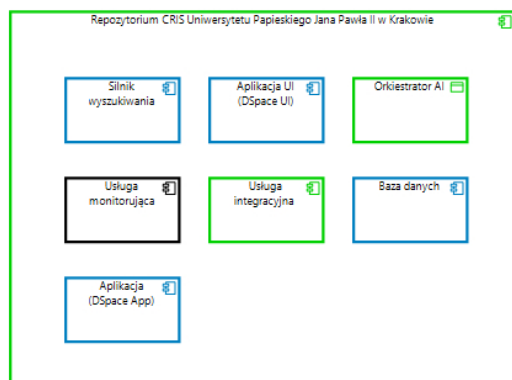 Repozytorium CRIS Uniwersytetu Papieskiego Jana Pawła II w Krakowie
Silnik
wyszukiwania
Aplikacja UI
(DSpace UI)
Orkiestrator AI
Usługa
monitorująca
Usługa
integracyjna
Baza danych
Aplikacja
(DSpace App)